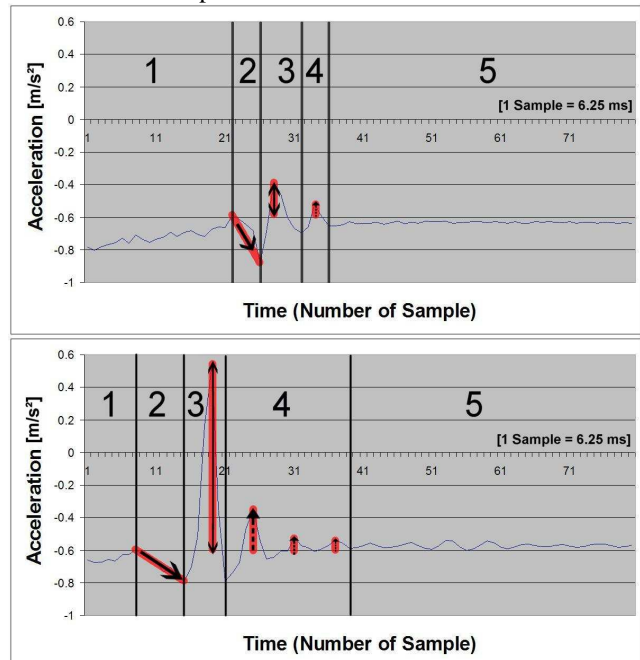 0.6
0.4
0.2
0
-0.2
-0.4
-0.6
-0.8
-1
Acceleration [m/s²]
1 2 3 4 5
[1 Sample = 6.25 ms]
1 11 21 31 41 51 61 71
Time (Number of Sample)
0.6
0.4
0.2
0
-0.2
-0.4
-0.6
-0.8
-1
Acceleration [m/s²]
1 2 3 4 5
[1 Sample = 6.25 ms]
1 11 21 31 41 51 61 71
Time (Number of Sample)